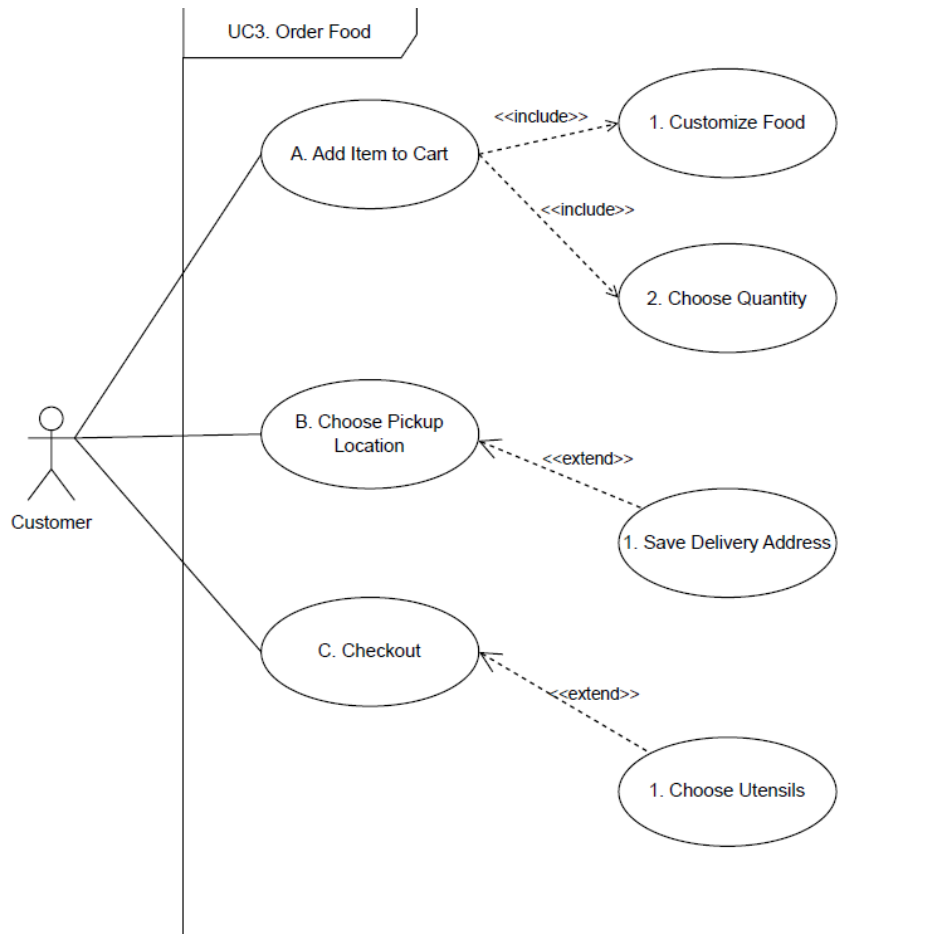 UC3. Order Food
<<include>>
1. Customize Food
A. Add Item to Cart
<<include>>
2. Choose Quantity
B. Choose Pickup
Location
<<extend>>
Customer
1. Save Delivery Address
C. Checkout
<<extend>>
1. Choose Utensils